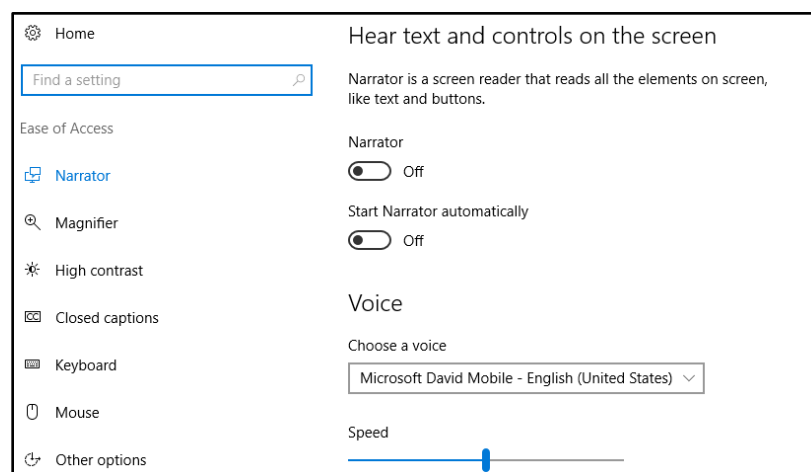 Home
Find a setting
Ease of Access
Narrator
Magnifier
High contrast
CC
Closed captions
Keyboard
Mouse
Other options
Hear text and controls on the screen
Narrator is a screen reader that reads all the elements on screen,
like text and buttons.
Narrator
Off
Start Narrator automatically
Off
Voice
Choose a voice
Microsoft David Mobile - English (United States)
Speed